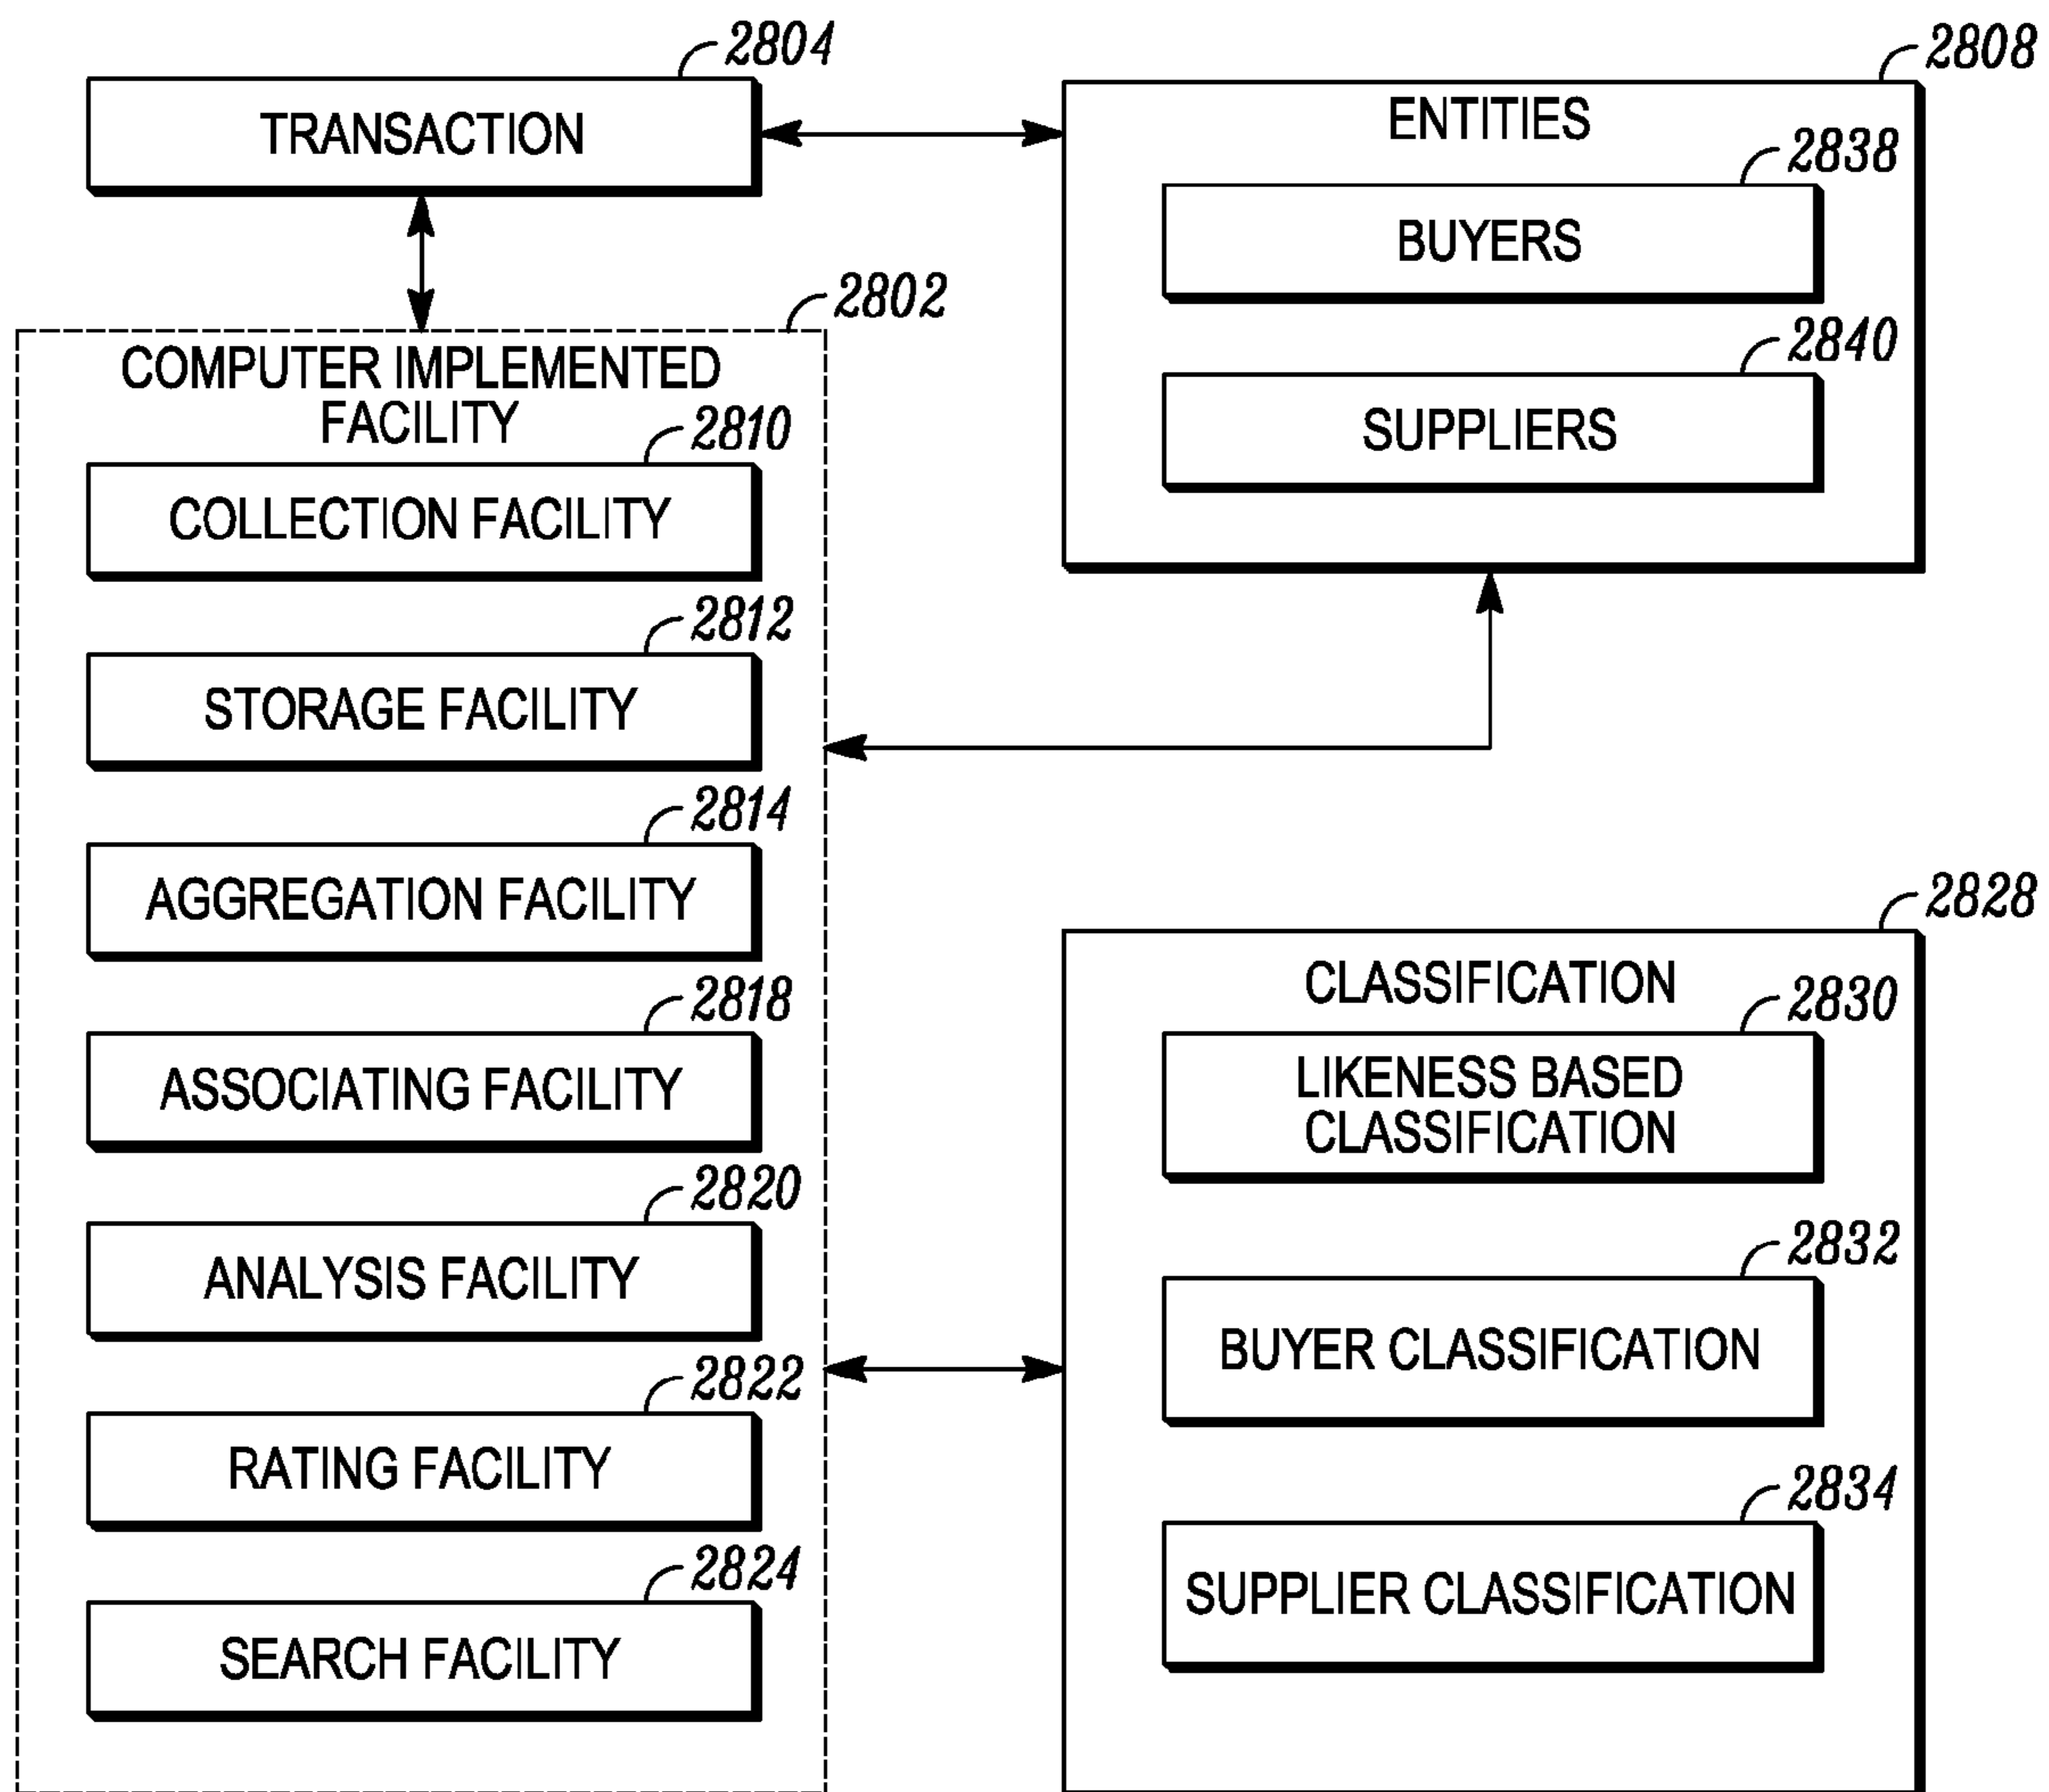 2804
TRANSACTION
2808
ENTITIES
2838
BUYERS
2840
SUPPLIERS
2802
COMPUTER IMPLEMENTED
FACILITY
2810
COLLECTION FACILITY
2812
STORAGE FACILITY
2814
AGGREGATION FACILITY
2818
ASSOCIATING FACILITY
2820
ANALYSIS FACILITY
2822
RATING FACILITY
2824
SEARCH FACILITY
2828
CLASSIFICATION
2830
LIKENESS BASED
CLASSIFICATION
2832
BUYER CLASSIFICATION
2834
SUPPLIER CLASSIFICATION